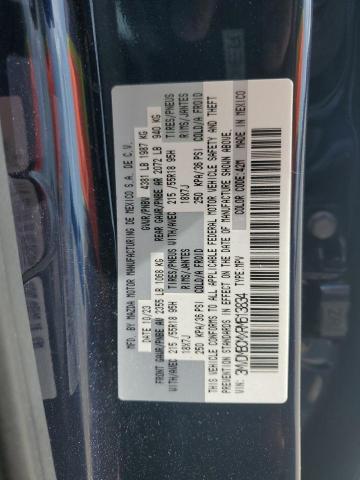 MFD BY: MAZDA MOTOR MANUFACTURING DE MEXICO S.A. DE C.V.
DATE: 10/23 GVWR/PNBV 4381 LB 1987 KG
FRONT GAWR/PNBE AV 2355 LB 1068 KG REAR GAWR/PNBE AR 2072 LB 940 KG
WITH/AVEC 215 /55R18 95H TIRES/PNEUS WITH/AVEC 215 /55R18 95H TIRES/PNEUS
18X7J RIMS/JANTES 18X7J RIMS/JANTES
250 KPA/36 PSI COLD/A FROID 250 KPA/36 PSI COLD/A FROID
THIS VEHICLE CONFORMS TO ALL APPLICABLE FEDERAL MOTOR VEHICLE SAFETY AND THEFT
PREVENTION STANDARDS IN EFFECT ON THE DATE OF MANUFACTURE SHOWN ABOVE.
VIN: TYPE: MPV COLOR CODE: 42M MADE IN MEXICO